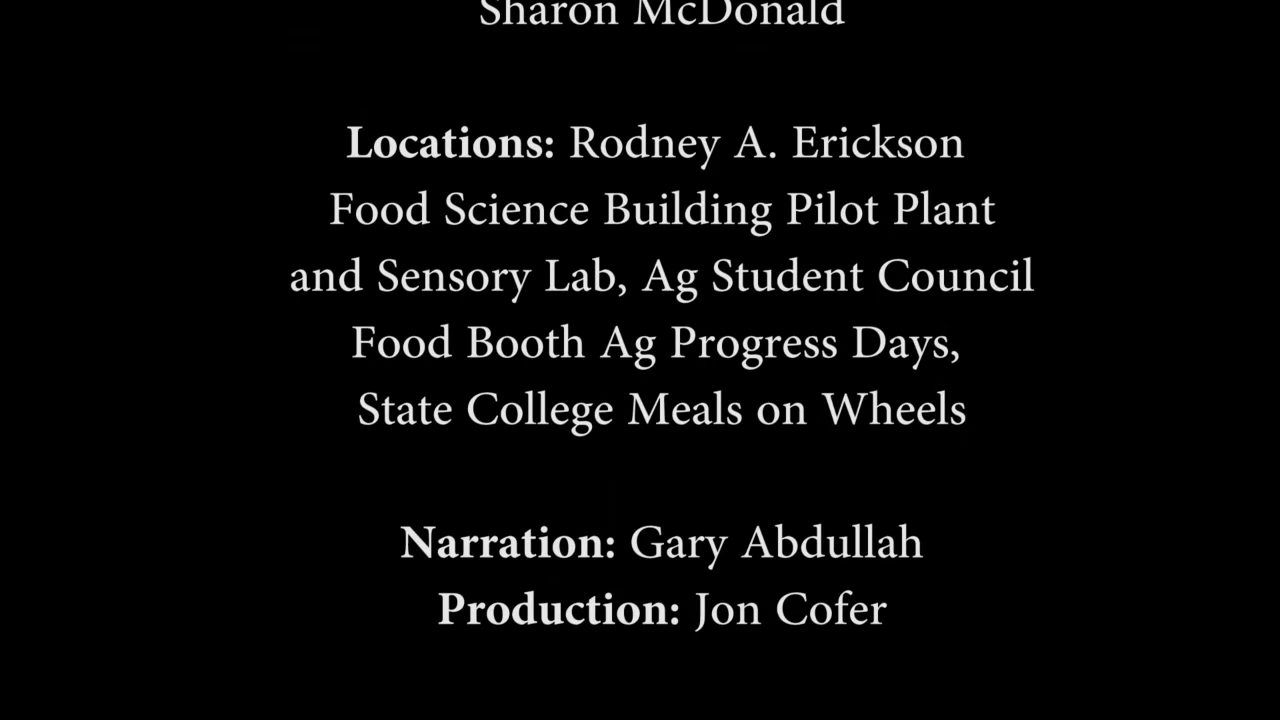 Sharon McDonald
Locations: Rodney A. Erickson
Food Science Building Pilot Plant
and Sensory Lab, Ag Student Council
Food Booth Ag Progress Days,
State College Meals on Wheels
Narration: Gary Abdullah
Production: Jon Cofer